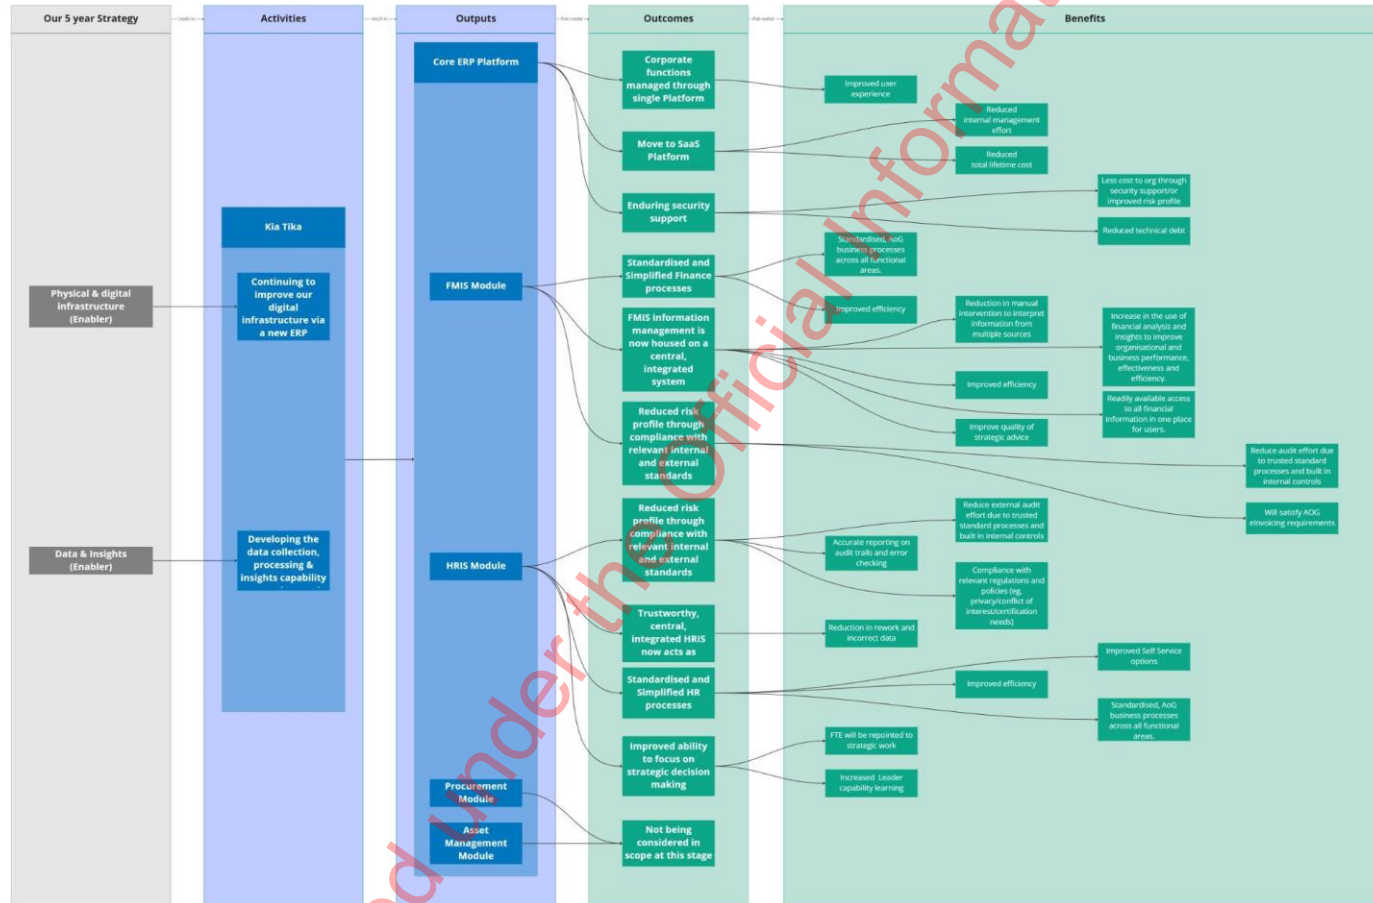 Our 5 year Strategy
Leads to
Activities
result in
Outputs
that create
Outcomes
that realise
Benefits
Physical & digital
infrastructure
(Enabler)
Data & Insights
(Enabler)
Kia Tika
Continuing to
improve our
digital
infrastructure via
a new ERP
Developing the
data collection,
processing &
insights capability
Core ERP Platform
FMIS Module
HRIS Module
Procurement
Module
Asset
Management
Module
Corporate
functions
managed through
single Platform
Move to SaaS
Platform
Enduring security
support
Standardised and
Simplified Finance
processes
FMIS information
management is
now housed on a
central,
integrated
system
Reduced risk
profile through
compliance with
relevant internal
and external
standards
Reduced risk
profile through
compliance with
relevant internal
and external
standards
Trustworthy,
central,
integrated HRIS
now acts as
Standardised and
Simplified HR
processes
Improved ability
to focus on
strategic decision
making
Not being
considered in
scope at this stage
Improved user
experience
Reduced
internal management
effort
Reduced
total lifetime cost
Less cost to org through
security support/or
improved risk profile
Reduced technical debt
Standardised, AoG
business processes
across all functional
areas.
Improved efficiency
Reduction in manual
intervention to interpret
information from
multiple sources
Increase in the use of
financial analysis and
insights to improve
organisational and
business performance,
effectiveness and
efficiency.
Improved efficiency
Readily available access
to all financial
information in one place
for users.
Improve quality of
strategic advice
Reduce audit effort due
to trusted standard
processes and built in
internal controls
Will satisfy AOG
eInvoicing requirements
Reduce external audit
effort due to trusted
standard processes and
built in internal controls
Accurate reporting on
audit trails and error
checking
Compliance with
relevant regulations and
policies (eg,
privacy/conflict of
interest/certification
needs)
Reduction in rework and
incorrect data
Improved Self Service
options
Improved efficiency
Standardised, AoG
business processes
across all functional
areas.
FTE will be repointed to
strategic work
Increased Leader
capability learning
under the Official Informat